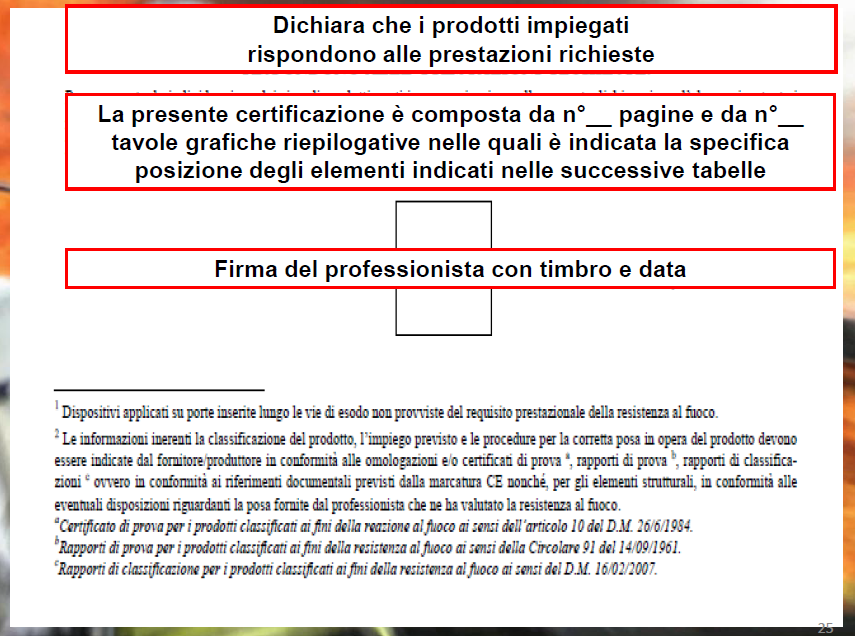 Dichiara che i prodotti impiegati
rispondono alle prestazioni richieste
La presente certificazione è composta da n°__ pagine e da n°__
tavole grafiche riepilogative nelle quali è indicata la specifica
posizione degli elementi indicati nelle successive tabelle
Firma del professionista con timbro e data
1 Dispositivi applicati su porte inserite lungo le vie di esodo non provviste del requisito prestazionale della resistenza al fuoco.
2 Le informazioni inerenti la classificazione del prodotto, l’impiego previsto e le procedure per la corretta posa in opera del prodotto devono
essere indicate dal fornitore/produttore in conformità alle omologazioni e/o certificati di prova a, rapporti di prova b, rapporti di classifica-
zioni c ovvero in conformità ai riferimenti documentali previsti dalla marcatura CE nonché, per gli elementi strutturali, in conformità alle
eventuali disposizioni riguardanti la posa fornite dal professionista che ne ha valutato la resistenza al fuoco.
aCertificato di prova per i prodotti classificati ai fini della reazione al fuoco ai sensi dell’articolo 10 del D.M. 26/6/1984.
bRapporti di prova per i prodotti classificati ai fini della resistenza al fuoco ai sensi della Circolare 91 del 14/09/1961.
cRapporti di classificazione per i prodotti classificati ai fini della resistenza al fuoco ai sensi del D.M. 16/02/2007.
25